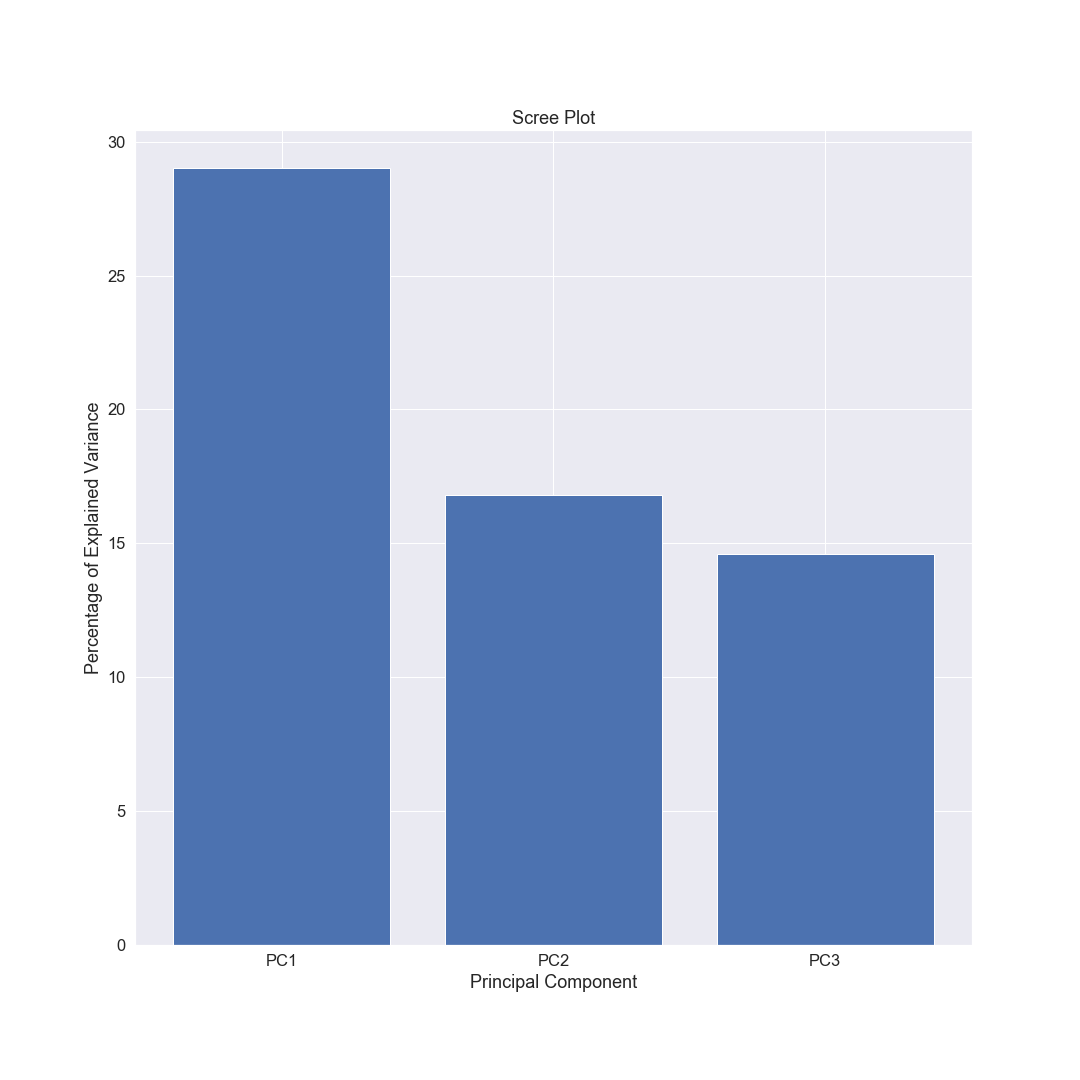 Scree Plot
30
25
20
15
10
5
0
Percentage of Explained Variance
PC1 PC2 PC3
Principal Component